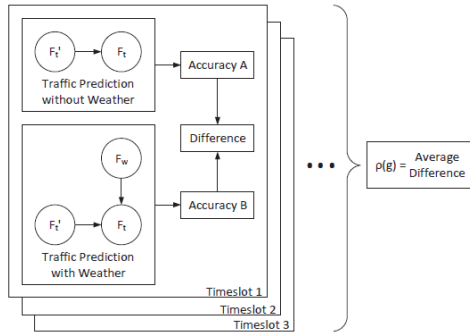 Ft' Ft
Traffic Prediction
without Weather
Accuracy A
Difference
Fw
Accuracy B
Ft' Ft
Traffic Prediction
with Weather
Timeslot 1
Timeslot 2
Timeslot 3
•••
ρ(g) = Average
Difference